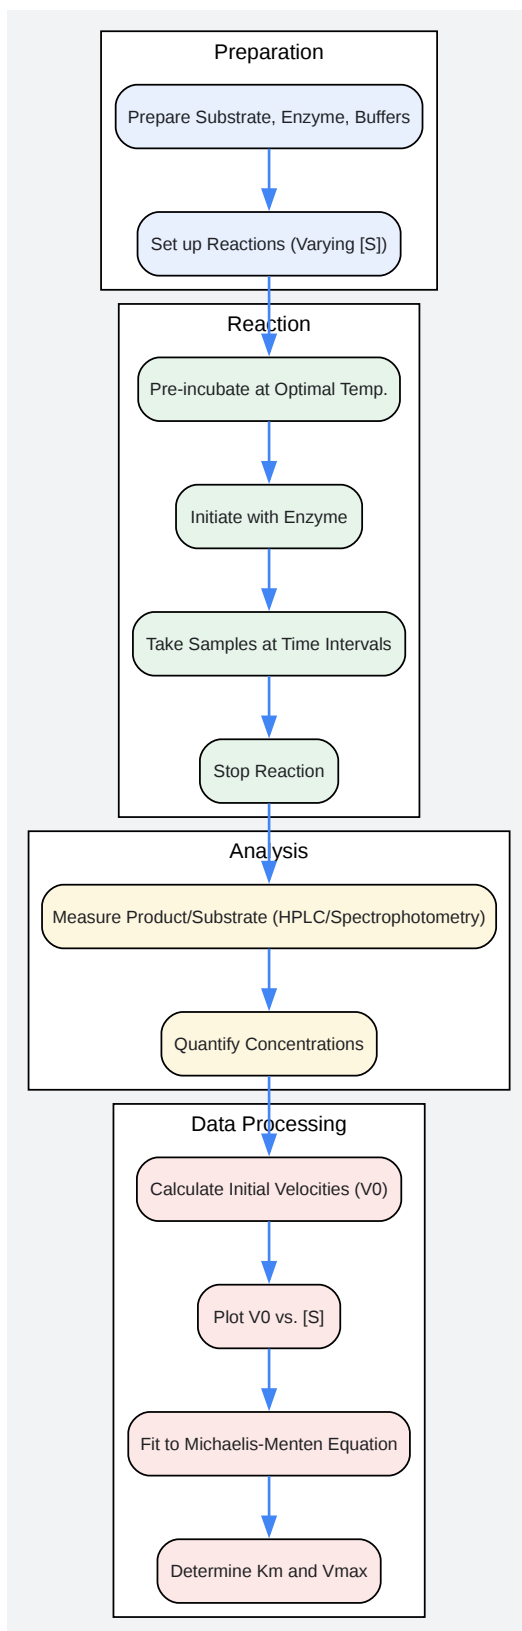 Preparation
Prepare Substrate, Enzyme, Buffers
Set up Reactions (Varying [S])
Reaction
Pre-incubate at Optimal Temp.
Initiate with Enzyme
Take Samples at Time Intervals
Stop Reaction
Analysis
Measure Product/Substrate (HPLC/Spectrophotometry)
Quantify Concentrations
Data Processing
Calculate Initial Velocities (V0)
Plot V0 vs. [S]
Fit to Michaelis-Menten Equation
Determine Km and Vmax